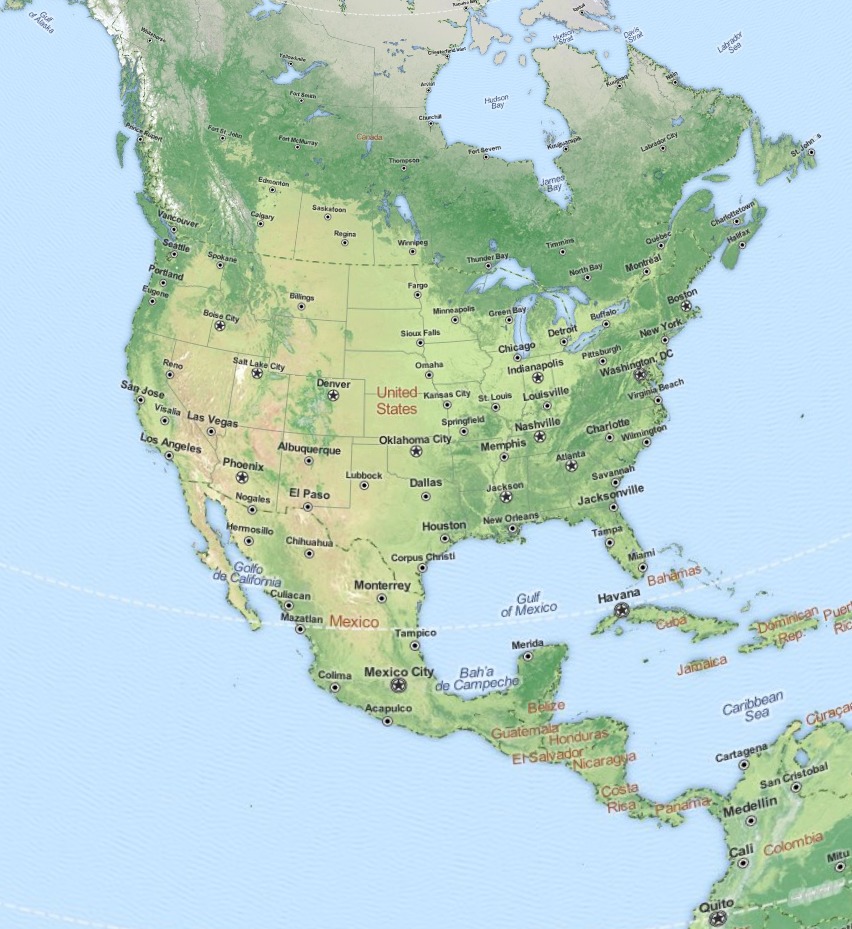 Gulf
of Alaska
Whitehorse
Yellowknife
Chesterfield Inlet
Hudson
Strait
Davis
Strait
Labrador
Sea
Arviat
Fort South
Hudson
Bay
Nain
Churchill
Prince Rupert
Fort St. John
Fort McMurray
Canada
Thompson
Fort Severn
Kuujjuarapik
Labrador City
St. John's
Edmonton
James
Bay
Calgary
Saskatoon
Regina
Winnipeg
Vancouver
Seattle
Spokane
Thunder Bay
Timmins
North Bay
Québec
Montréal
Charlottetown
Halifax
Portland
Eugene
Billings
Fargo
Boise City
Minneapolis
Green Bay
Buffalo
Boston
Sioux Falls
Chicago
Detroit
New York
Reno
Salt Lake City
Omaha
Indianapolis
Pittsburgh
Washington, DC
San Jose
Denver
United
States
Kansas City
St. Louis
Louisville
Virginia Beach
Visalia
Las Vegas
Springfield
Nashville
Charlotte
Wilmington
Los Angeles
Albuquerque
Oklahoma City
Memphis
Atlanta
Phoenix
Lubbock
Dallas
Jackson
Savannah
Nogales
El Paso
Jacksonville
Hermosillo
Chihuahua
Houston
New Orleans
Tampa
Corpus Christi
Miami
Golfo
de California
Culiacan
Monterrey
Gulf
of Mexico
Havana
Bahamas
Mazatlan
Mexico
Tampico
Merida
Cuba
Dominican
Rep.
Puert
Ric
Colima
Mexico City
Bah'a
de Campeche
Jamaica
Acapulco
Belize
Caribbean
Sea
Guatemala
Honduras
Curaçao
El Salvador
Nicaragua
Cartagena
San Cristobal
Costa
Rica
Panama
Medellin
Cali
Colombia
Mitu
Quito